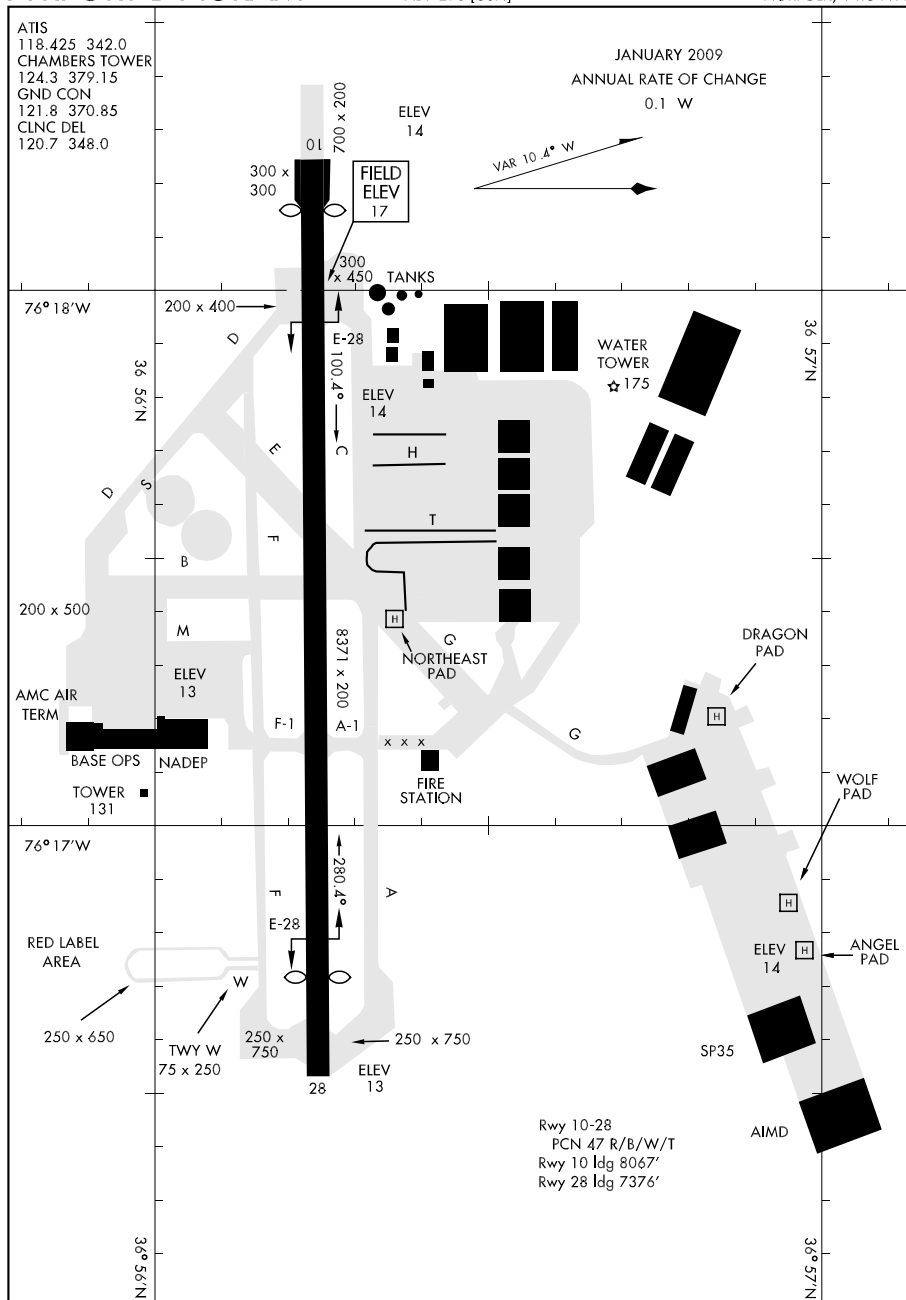 ATIS
118.425 342.0
CHAMBERS TOWER
124.3 379.15
GND CON
121.8 370.85
CLNC DEL
120.7 348.0
JANUARY 2009
ANNUAL RATE OF CHANGE
0.1 W
VAR 10.4° W
ELEV
14
700 x 200
10
300 x
300
FIELD
ELEV
17
300
x 450
TANKS
76° 18'W
200 x 400
D
E-28
100.4°
C
36 56'N
36 57'N
WATER
TOWER
175
ELEV
14
E
H
D
S
F
T
B
200 x 500
M
H
NORTHEAST
PAD
G
8371 x 200
DRAGON
PAD
H
ELEV
13
AMC AIR
TERM
F-1
A-1
x x x
G
BASE OPS
NADEP
FIRE
STATION
TOWER
131
WOLF
PAD
76° 17'W
280.4°
F
A
H
E-28
RED LABEL
AREA
ELEV
14
H
ANGEL
PAD
W
250 x 650
TWY W
75 x 250
250 x
750
250 x 750
SP35
28
ELEV
13
AIMD
Rwy 10-28
PCN 47 R/B/W/T
Rwy 10 ldg 8067'
Rwy 28 ldg 7376'
36° 56'N
36° 57'N